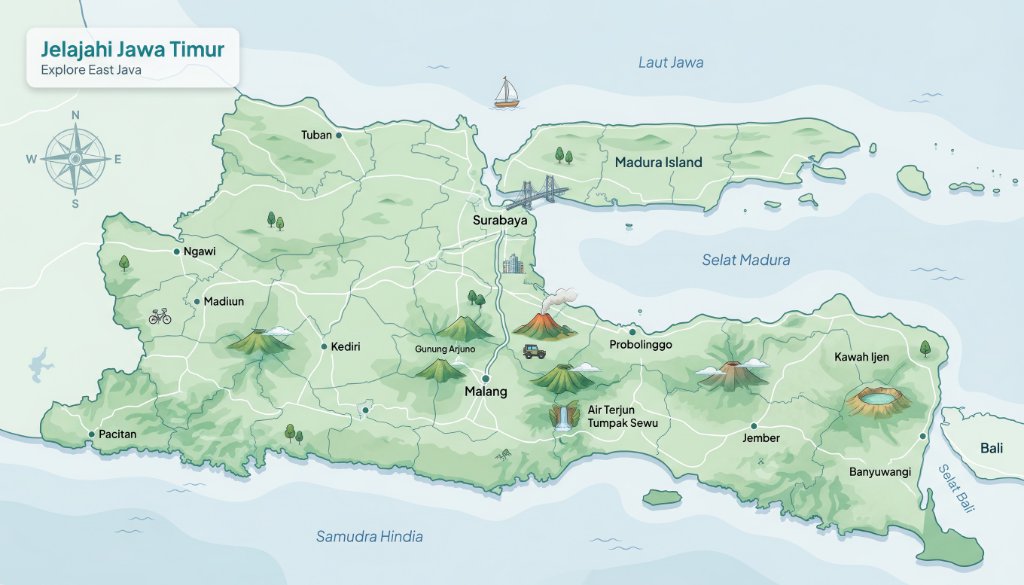 Jelajahi Jawa Timur
Explore East Java
Laut Jawa
N
W
E
S
Tuban
Madura Island
Surabaya
Ngawi
Selat Madura
Madiun
Kediri
Gunung Arjuno
Probolinggo
Kawah Ijen
Malang
Air Terjun
Tumpak Sewu
Pacitan
Jember
Bali
Banyuwangi
Selat Bali
Samudra Hindia